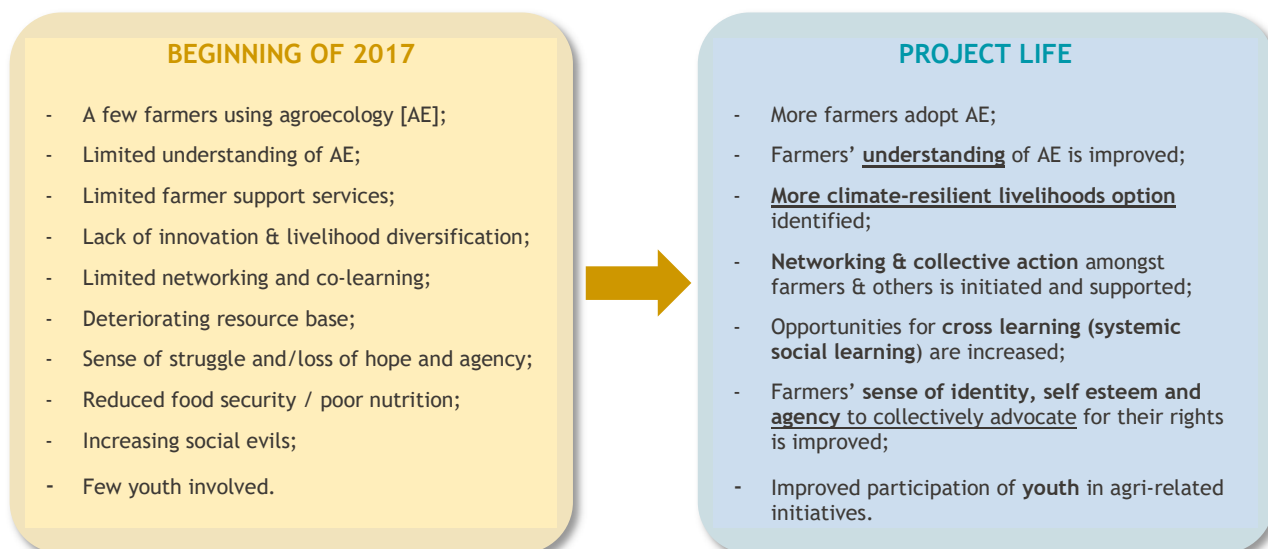 BEGINNING OF 2017
- A few farmers using agroecology [AE];
- Limited understanding of AE;
- Limited farmer support services;
- Lack of innovation & livelihood diversification;
- Limited networking and co-learning;
- Deteriorating resource base;
- Sense of struggle and/loss of hope and agency;
- Reduced food security / poor nutrition;
- Increasing social evils;
- Few youth involved.
PROJECT LIFE
- More farmers adopt AE;
- Farmers' understanding of AE is improved;
- More climate-resilient livelihoods option
identified;
- Networking & collective action amongst
farmers & others is initiated and supported;
- Opportunities for cross learning (systemic
social learning) are increased;
- Farmers' sense of identity, self esteem and
agency to collectively advocate for their rights
is improved;
- Improved participation of youth in agri-related
initiatives.